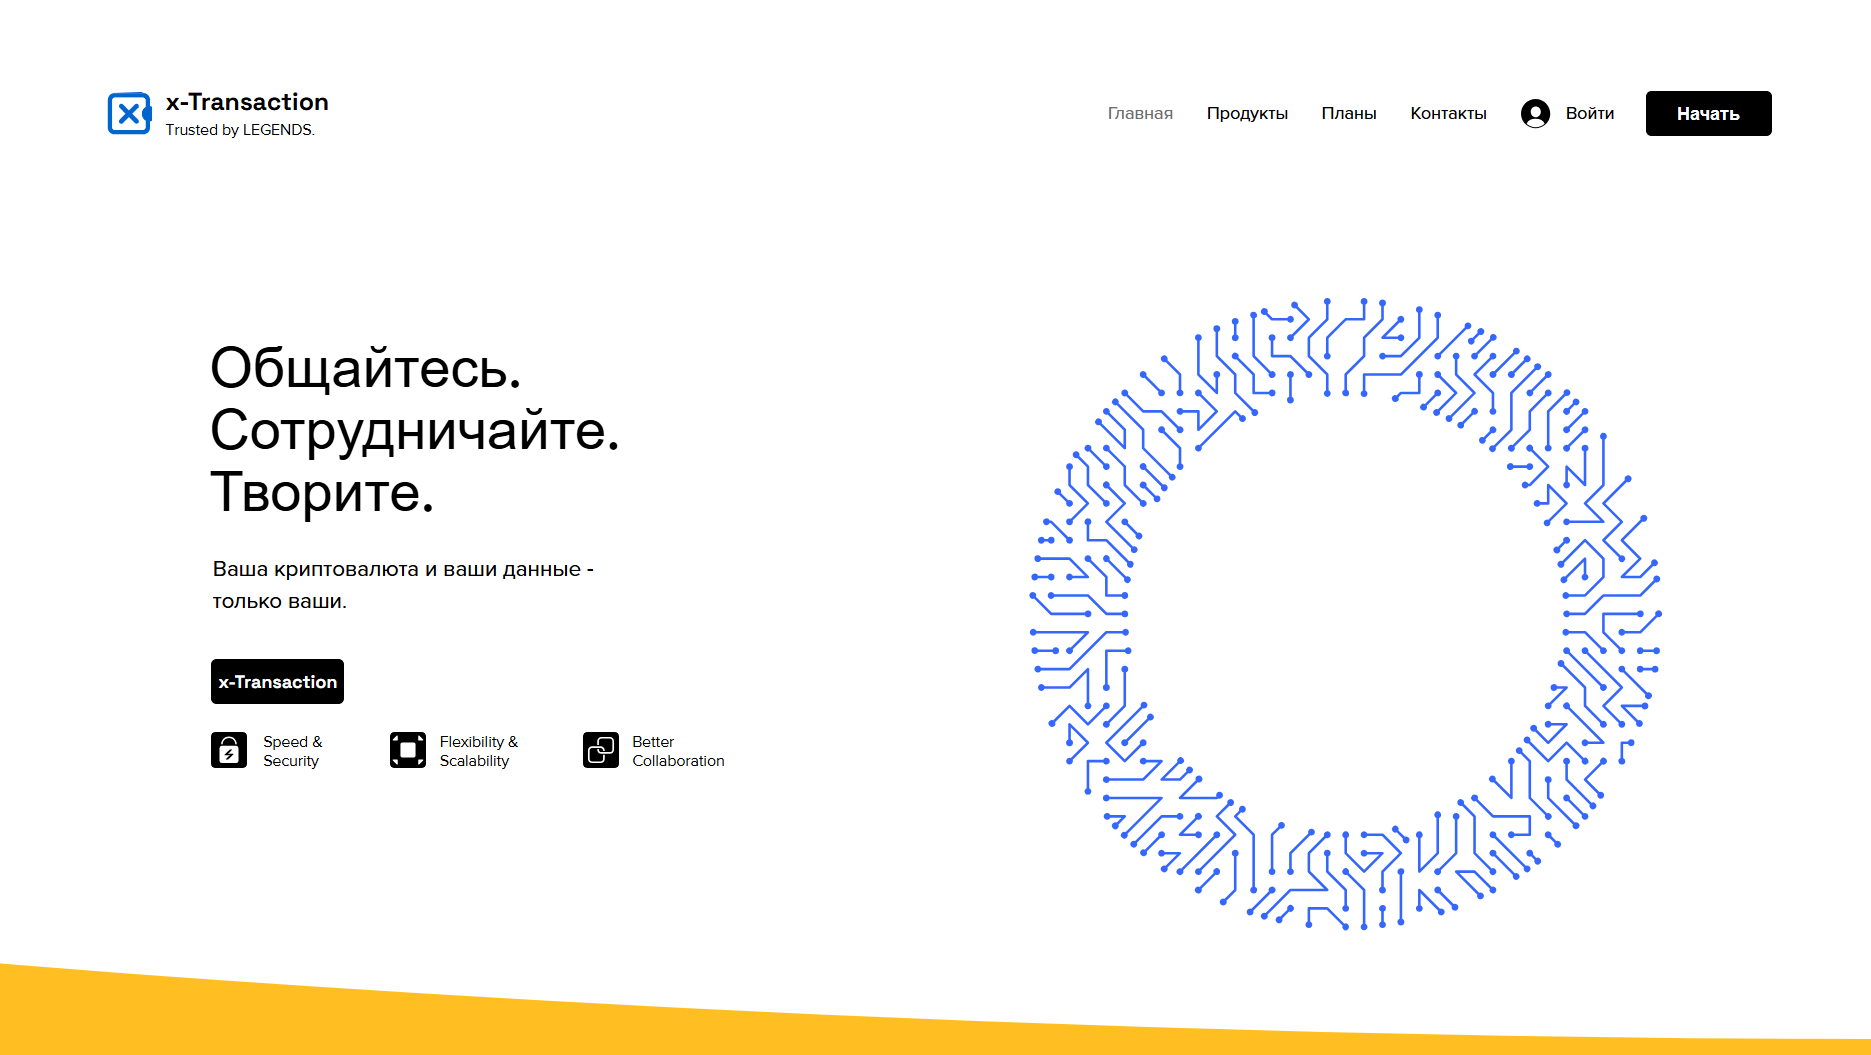 x-Transaction
Trusted by LEGENDS.
Главная Продукты Планы Контакты Войти Начать
Общайтесь.
Сотрудничайте.
Творите.
Ваша криптовалюта и ваши данные -
только ваши.
x-Transaction
Speed &
Security
Flexibility &
Scalability
Better
Collaboration